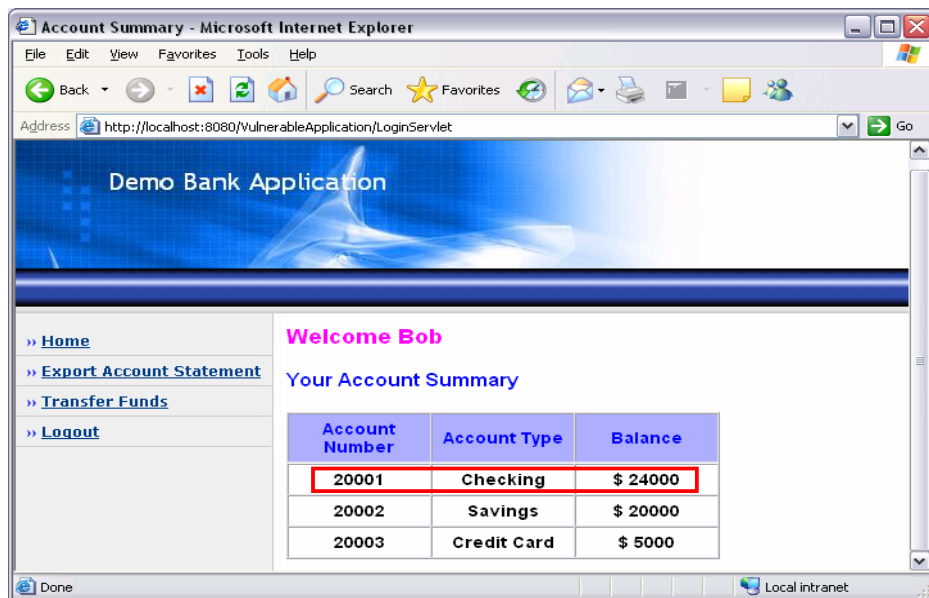 Account Summary - Microsoft Internet Explorer
File Edit View Favorites Tools Help
Back Search Favorites
Address http://localhost:8080/VulnerableApplication/LoginServlet Go
Demo Bank Application
›› Home
›› Export Account Statement
›› Transfer Funds
›› Logout
Welcome Bob
Your Account Summary
Account Number Account Type Balance
20001 Checking $ 24000
20002 Savings $ 20000
20003 Credit Card $ 5000
Done Local intranet